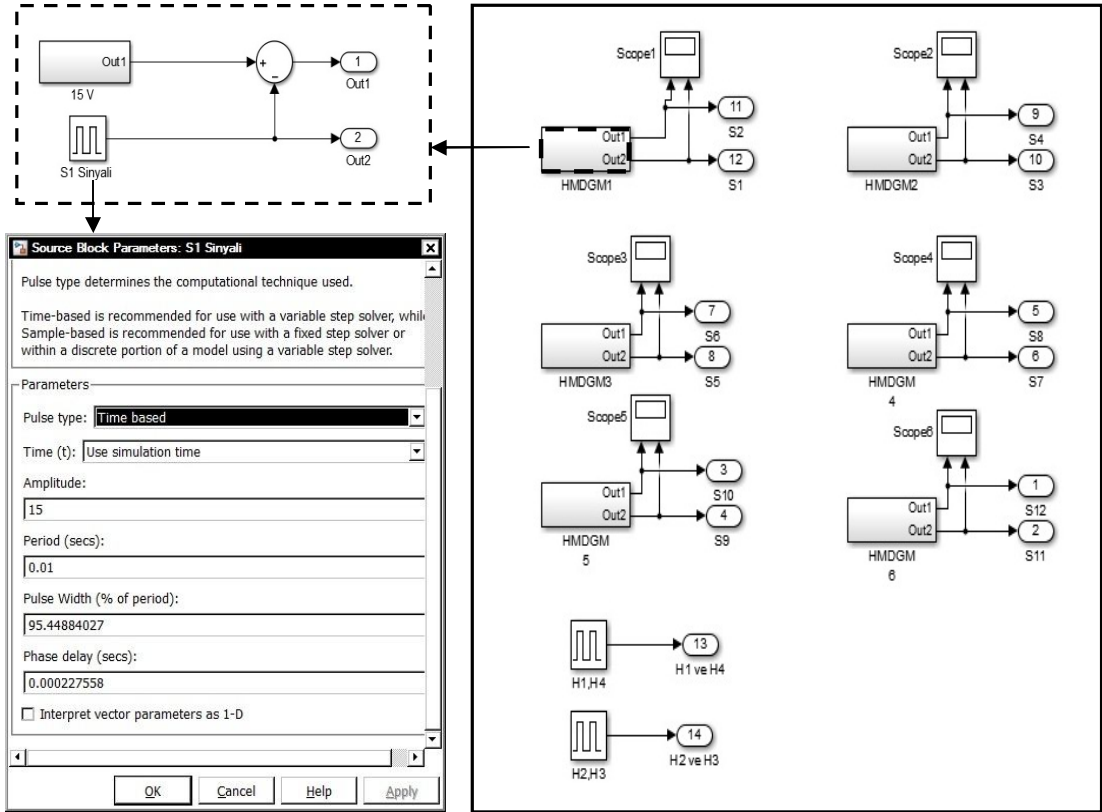 Out1
15 V
+
−
1
Out1
S1 Sinyali
2
Out2
Source Block Parameters: S1 Sinyali
Pulse type determines the computational technique used.
Time-based is recommended for use with a variable step solver, while
Sample-based is recommended for use with a fixed step solver or
within a discrete portion of a model using a variable step solver.
Parameters
Pulse type: Time based
Time (t): Use simulation time
Amplitude:
15
Period (secs):
0.01
Pulse Width (% of period):
95.44884027
Phase delay (secs):
0.000227558
Interpret vector parameters as 1-D
OK Cancel Help Apply
Scope1
Out1
Out2
HMDGM1
11
S2
12
S1
Scope2
Out1
Out2
HMDGM2
9
S4
10
S3
Scope3
Out1
Out2
HMDGM3
7
S6
8
S5
Scope4
Out1
Out2
HMDGM
4
5
S8
6
S7
Scope5
Out1
Out2
HMDGM
5
3
S10
4
S9
Scope6
Out1
Out2
HMDGM
6
1
S12
2
S11
H1,H4
13
H1 ve H4
H2,H3
14
H2 ve H3